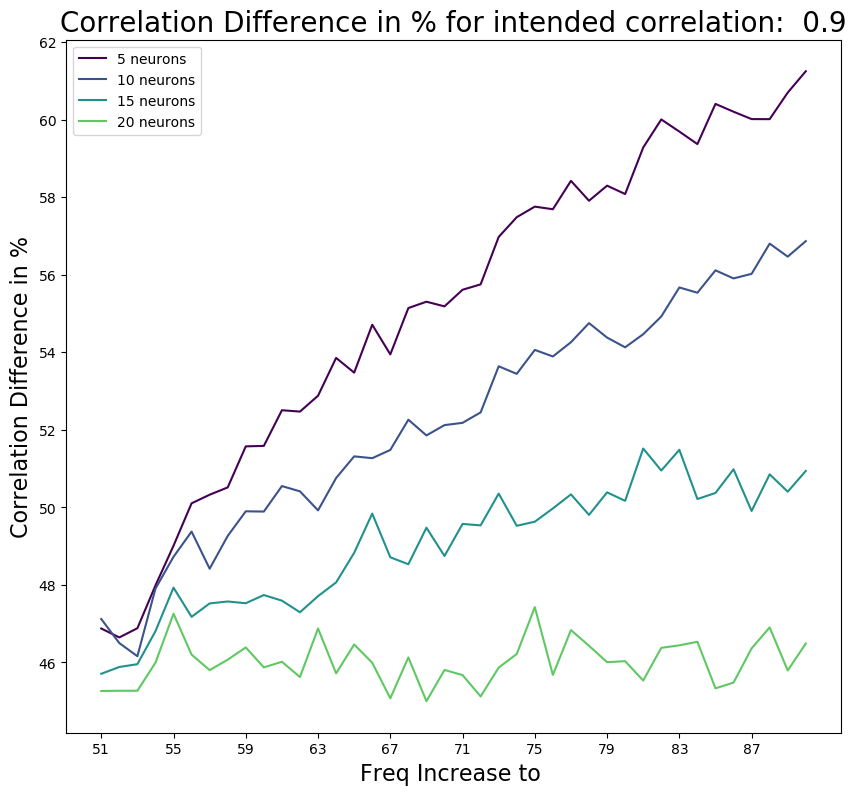 Correlation Difference in % for intended correlation:  0.9
5 neurons
10 neurons
15 neurons
20 neurons
Correlation Difference in %
62
60
58
56
54
52
50
48
46
51 55 59 63 67 71 75 79 83 87
Freq Increase to